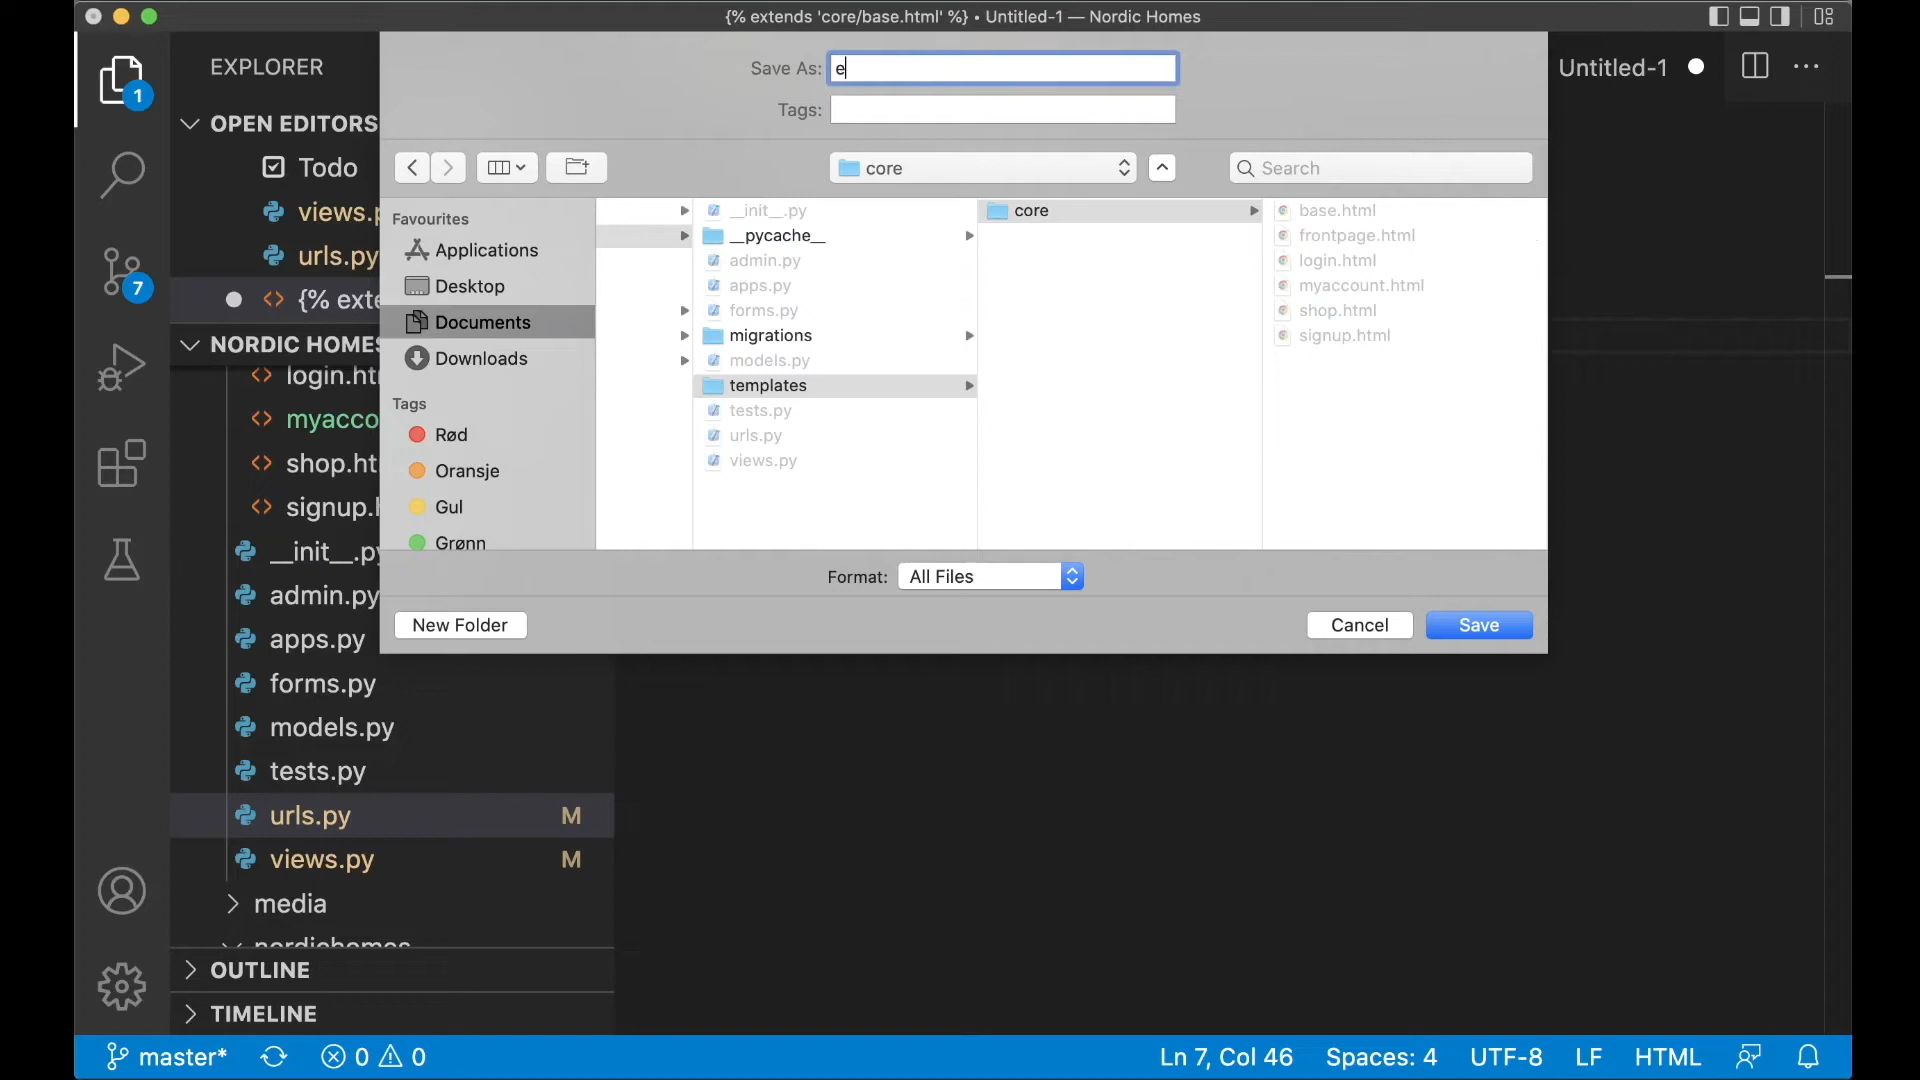 {% extends 'core/base.html' %} • Untitled-1 — Nordic Homes
EXPLORER
Save As: e
Untitled-1
Tags:
1
OPEN EDITORS
Todo
core
Search
views.p
urls.py
7
{% exte
NORDIC HOMES
login.htm
myacco
shop.htm
signup.h
__init__.py
admin.py
apps.py
forms.py
models.py
tests.py
urls.py M
views.py M
media
nordichomes
OUTLINE
TIMELINE
Favourites
Applications
Desktop
Documents
Downloads
Tags
Rød
Oransje
Gul
Grønn
__init__.py
__pycache__
admin.py
apps.py
forms.py
migrations
models.py
templates
tests.py
urls.py
views.py
core
base.html
frontpage.html
login.html
myaccount.html
shop.html
signup.html
Format: All Files
New Folder
Cancel
Save
master* 0 0
Ln 7, Col 46 Spaces: 4 UTF-8 LF HTML